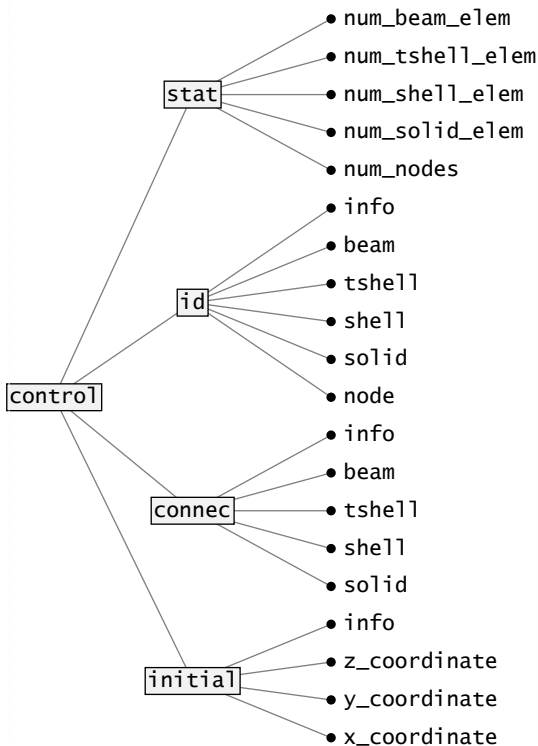 num_beam_elem
num_tshell_elem
stat
num_shell_elem
num_solid_elem
num_nodes
info
beam
tshell
id
shell
solid
node
control
info
beam
connec
tshell
shell
solid
info
z_coordinate
initial
y_coordinate
x_coordinate